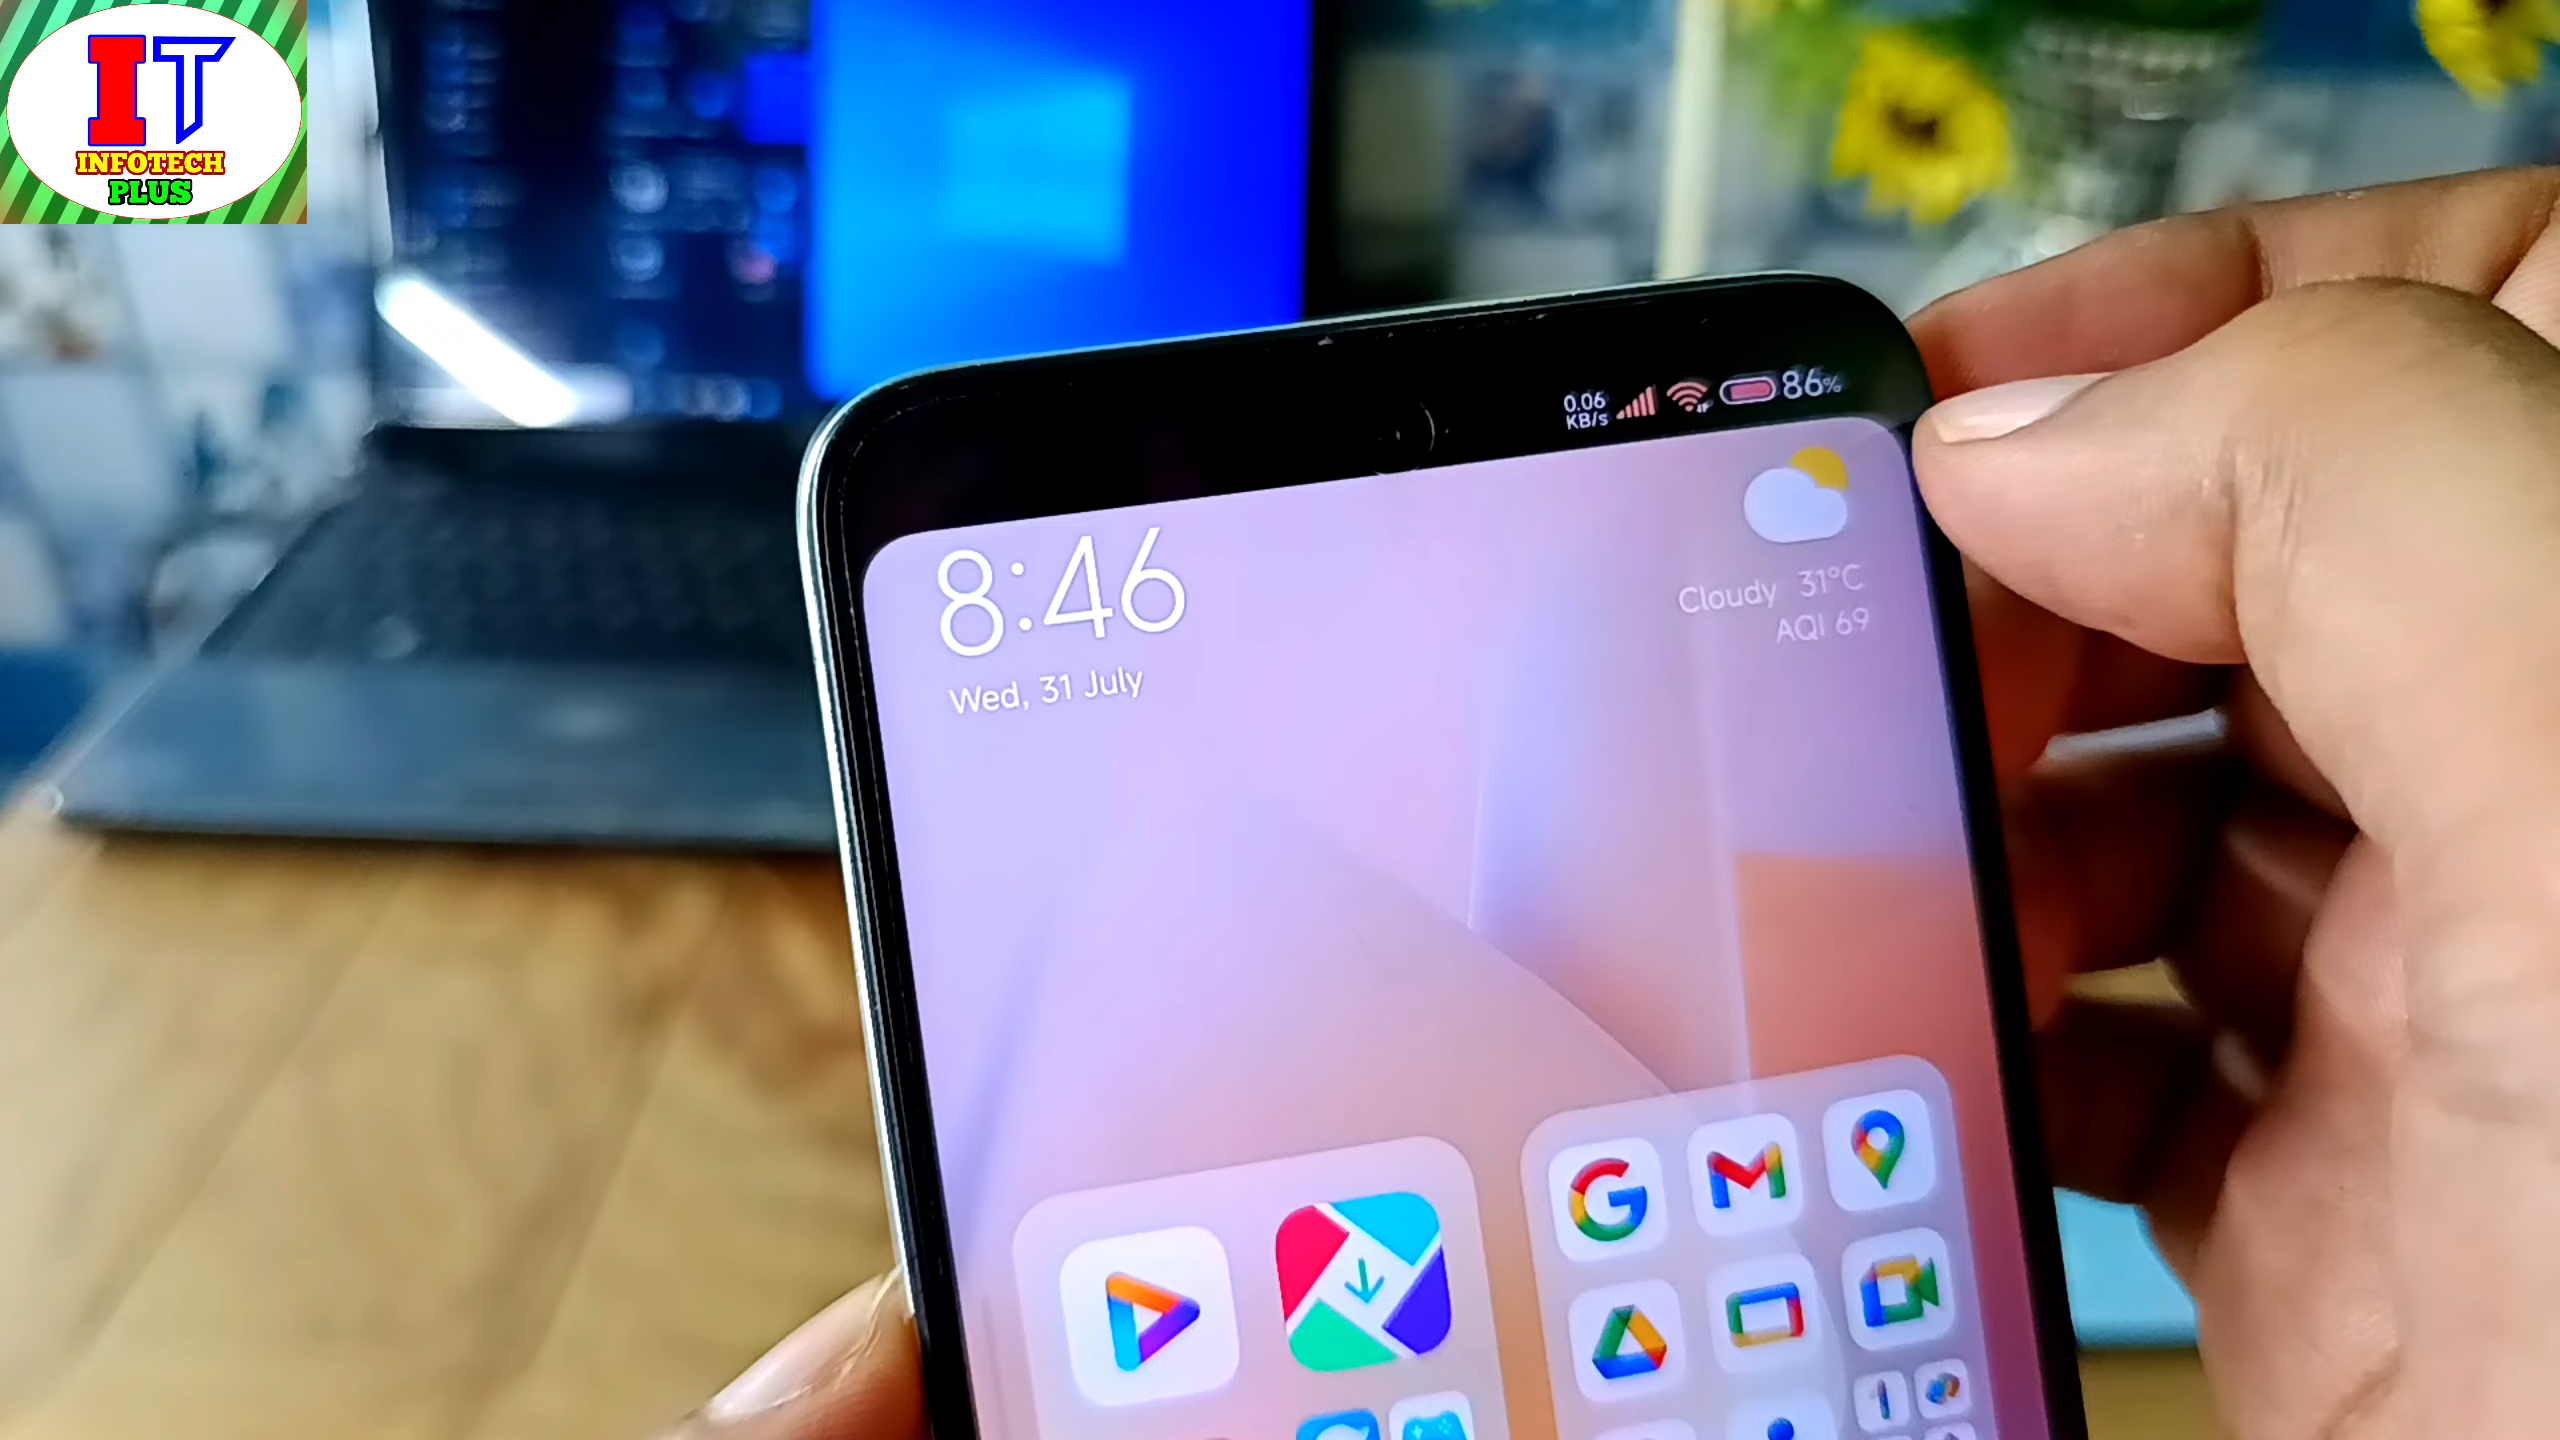 IT
INFOTECH
PLUS
0.06
KB/s
86%
8:46
Wed, 31 July
Cloudy 31°C
AQI 69